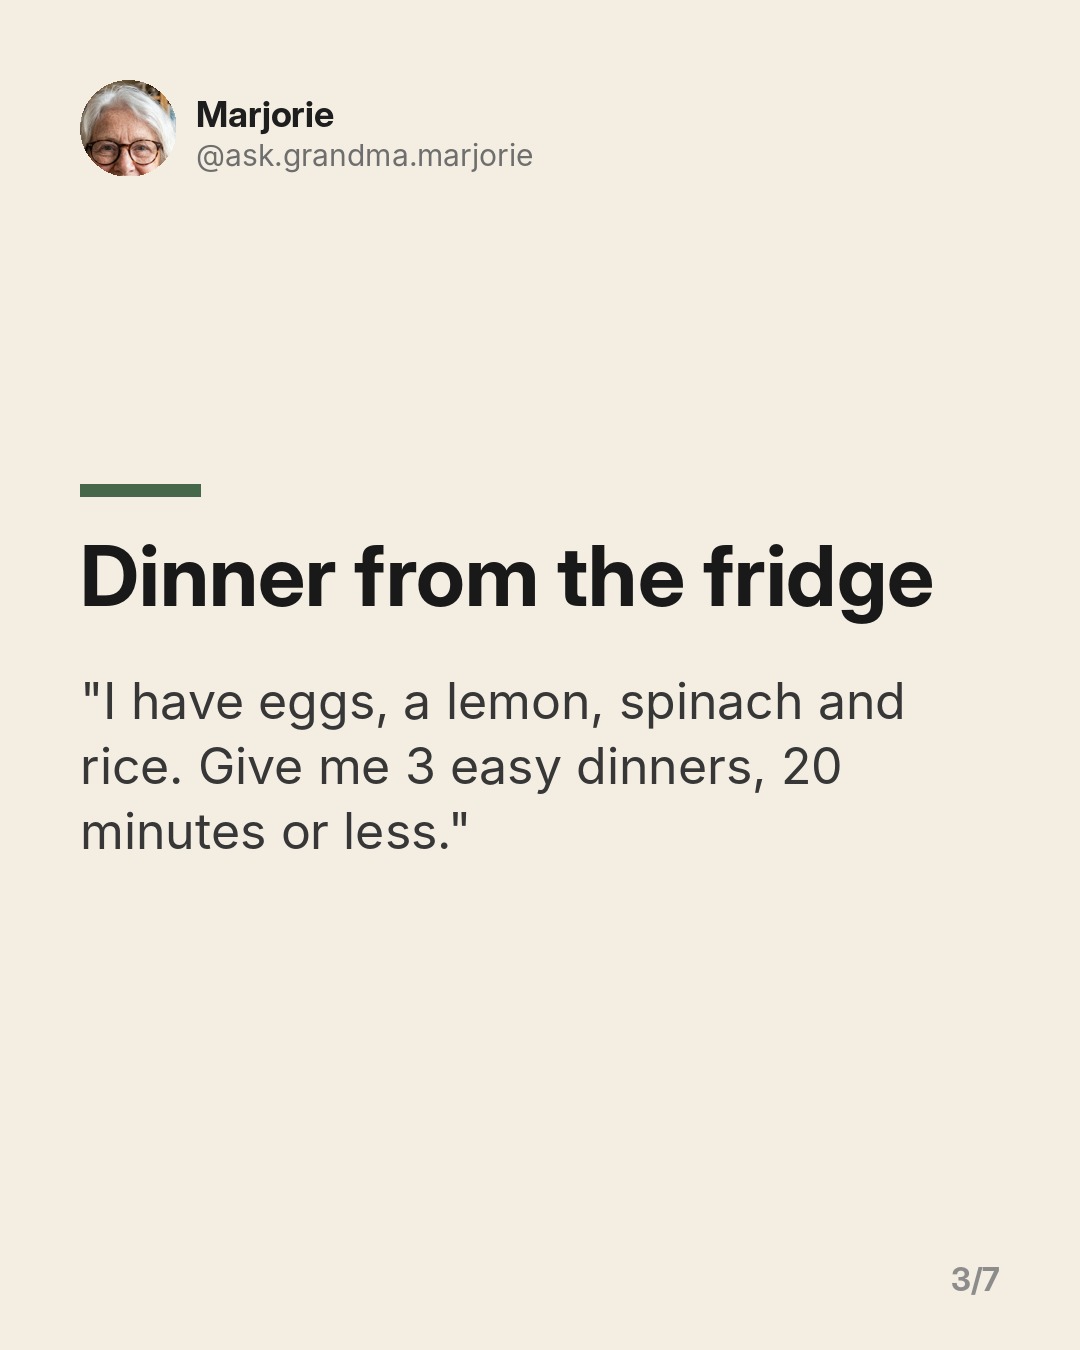 Marjorie
@ask.grandma.marjorie
Dinner from the fridge
"I have eggs, a lemon, spinach and
rice. Give me 3 easy dinners, 20
minutes or less."
3/7